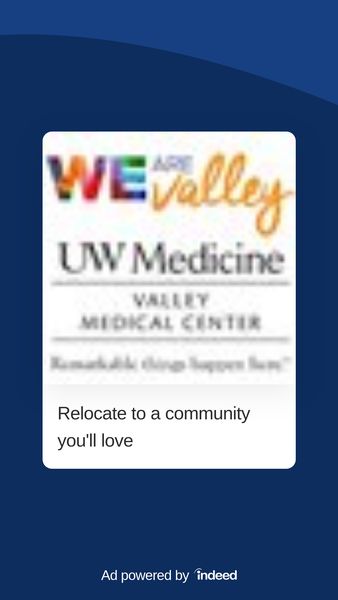 WE ARE
valley
UW Medicine
VALLEY
MEDICAL CENTER
Remarkable things happen here.
Relocate to a community
you'll love
Ad powered by indeed